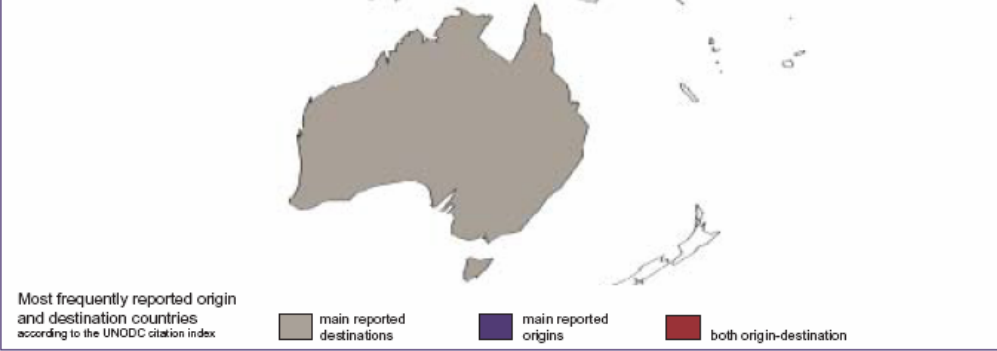 Most frequently reported origin
and destination countries
according to the UNODC citation index
main reported
destinations
main reported
origins
both origin-destination